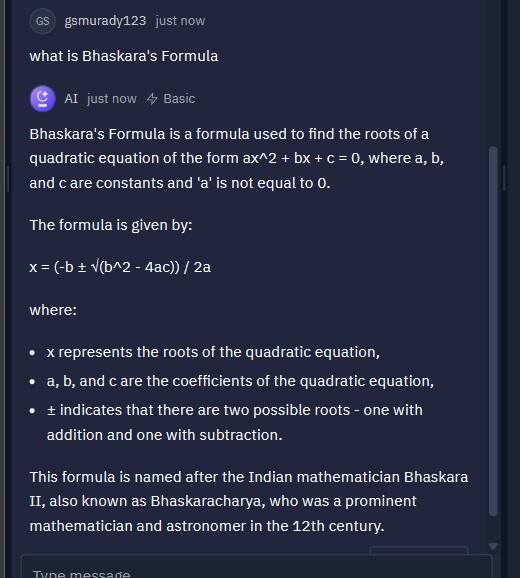 GS gsmurady123 just now
what is Bhaskara's Formula
AI just now Basic
Bhaskara's Formula is a formula used to find the roots of a
quadratic equation of the form ax^2 + bx + c = 0, where a, b,
and c are constants and 'a' is not equal to 0.
The formula is given by:
x = (-b ± √(b^2 - 4ac)) / 2a
where:
• x represents the roots of the quadratic equation,
• a, b, and c are the coefficients of the quadratic equation,
• ± indicates that there are two possible roots - one with
addition and one with subtraction.
This formula is named after the Indian mathematician Bhaskara
II, also known as Bhaskaracharya, who was a prominent
mathematician and astronomer in the 12th century.
Type message